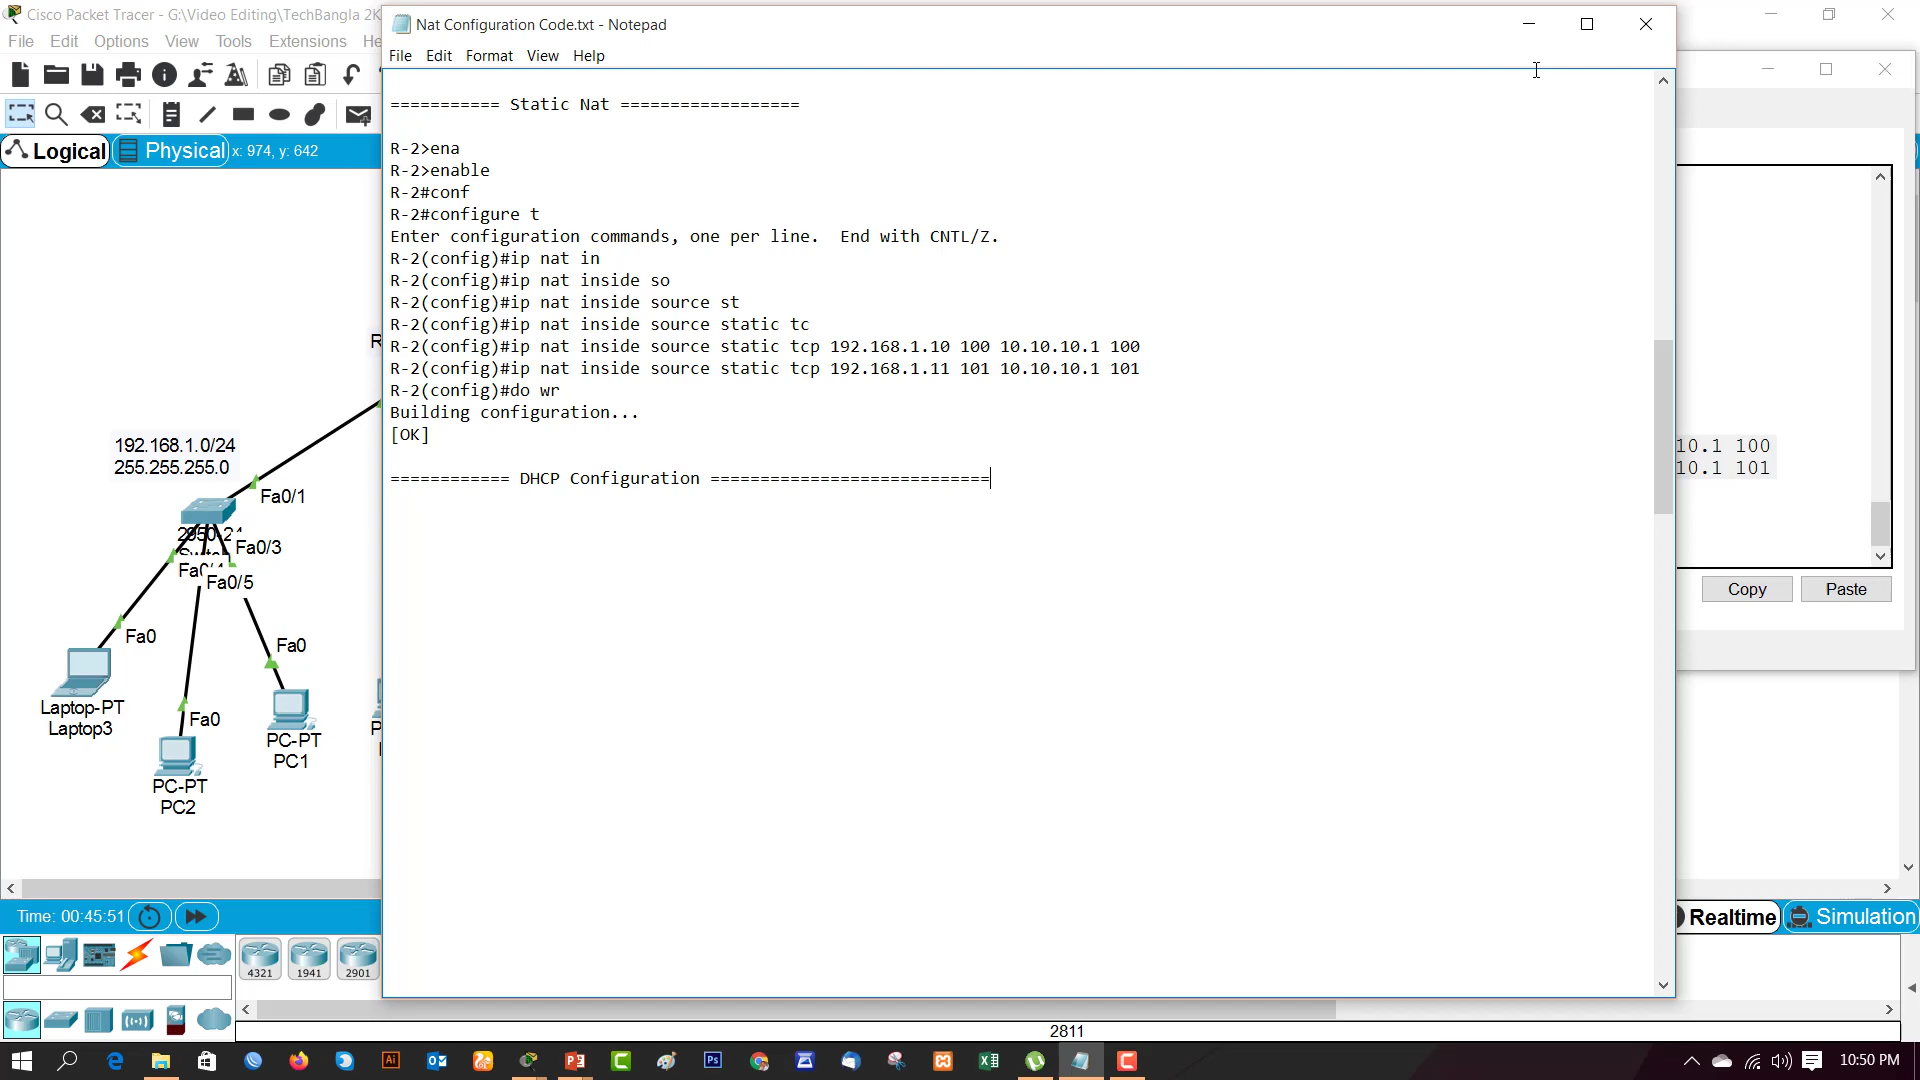 Cisco Packet Tracer - G:\Video Editing\TechBangla 2K
File Edit Options View Tools Extensions He
Logical
Physical
x: 974, y: 642
Nat Configuration Code.txt - Notepad
File Edit Format View Help
=========== Static Nat ==================
R-2>ena
R-2>enable
R-2#conf
R-2#configure t
Enter configuration commands, one per line.  End with CNTL/Z.
R-2(config)#ip nat in
R-2(config)#ip nat inside so
R-2(config)#ip nat inside source st
R-2(config)#ip nat inside source static tc
R-2(config)#ip nat inside source static tcp 192.168.1.10 100 10.10.10.1 100
R-2(config)#ip nat inside source static tcp 192.168.1.11 101 10.10.10.1 101
R-2(config)#do wr
Building configuration...
[OK]
============ DHCP Configuration ============================
R
192.168.1.0/24
255.255.255.0
Fa0/1
2950-24
Fa0/3
Fa0/5
Fa0
Fa0
Fa0
Laptop-PT
Laptop3
PC-PT
PC1
PC-PT
PC2
10.1 100
10.1 101
Copy
Paste
Time: 00:45:51
Realtime
Simulation
4321
1941
2901
2811
10:50 PM